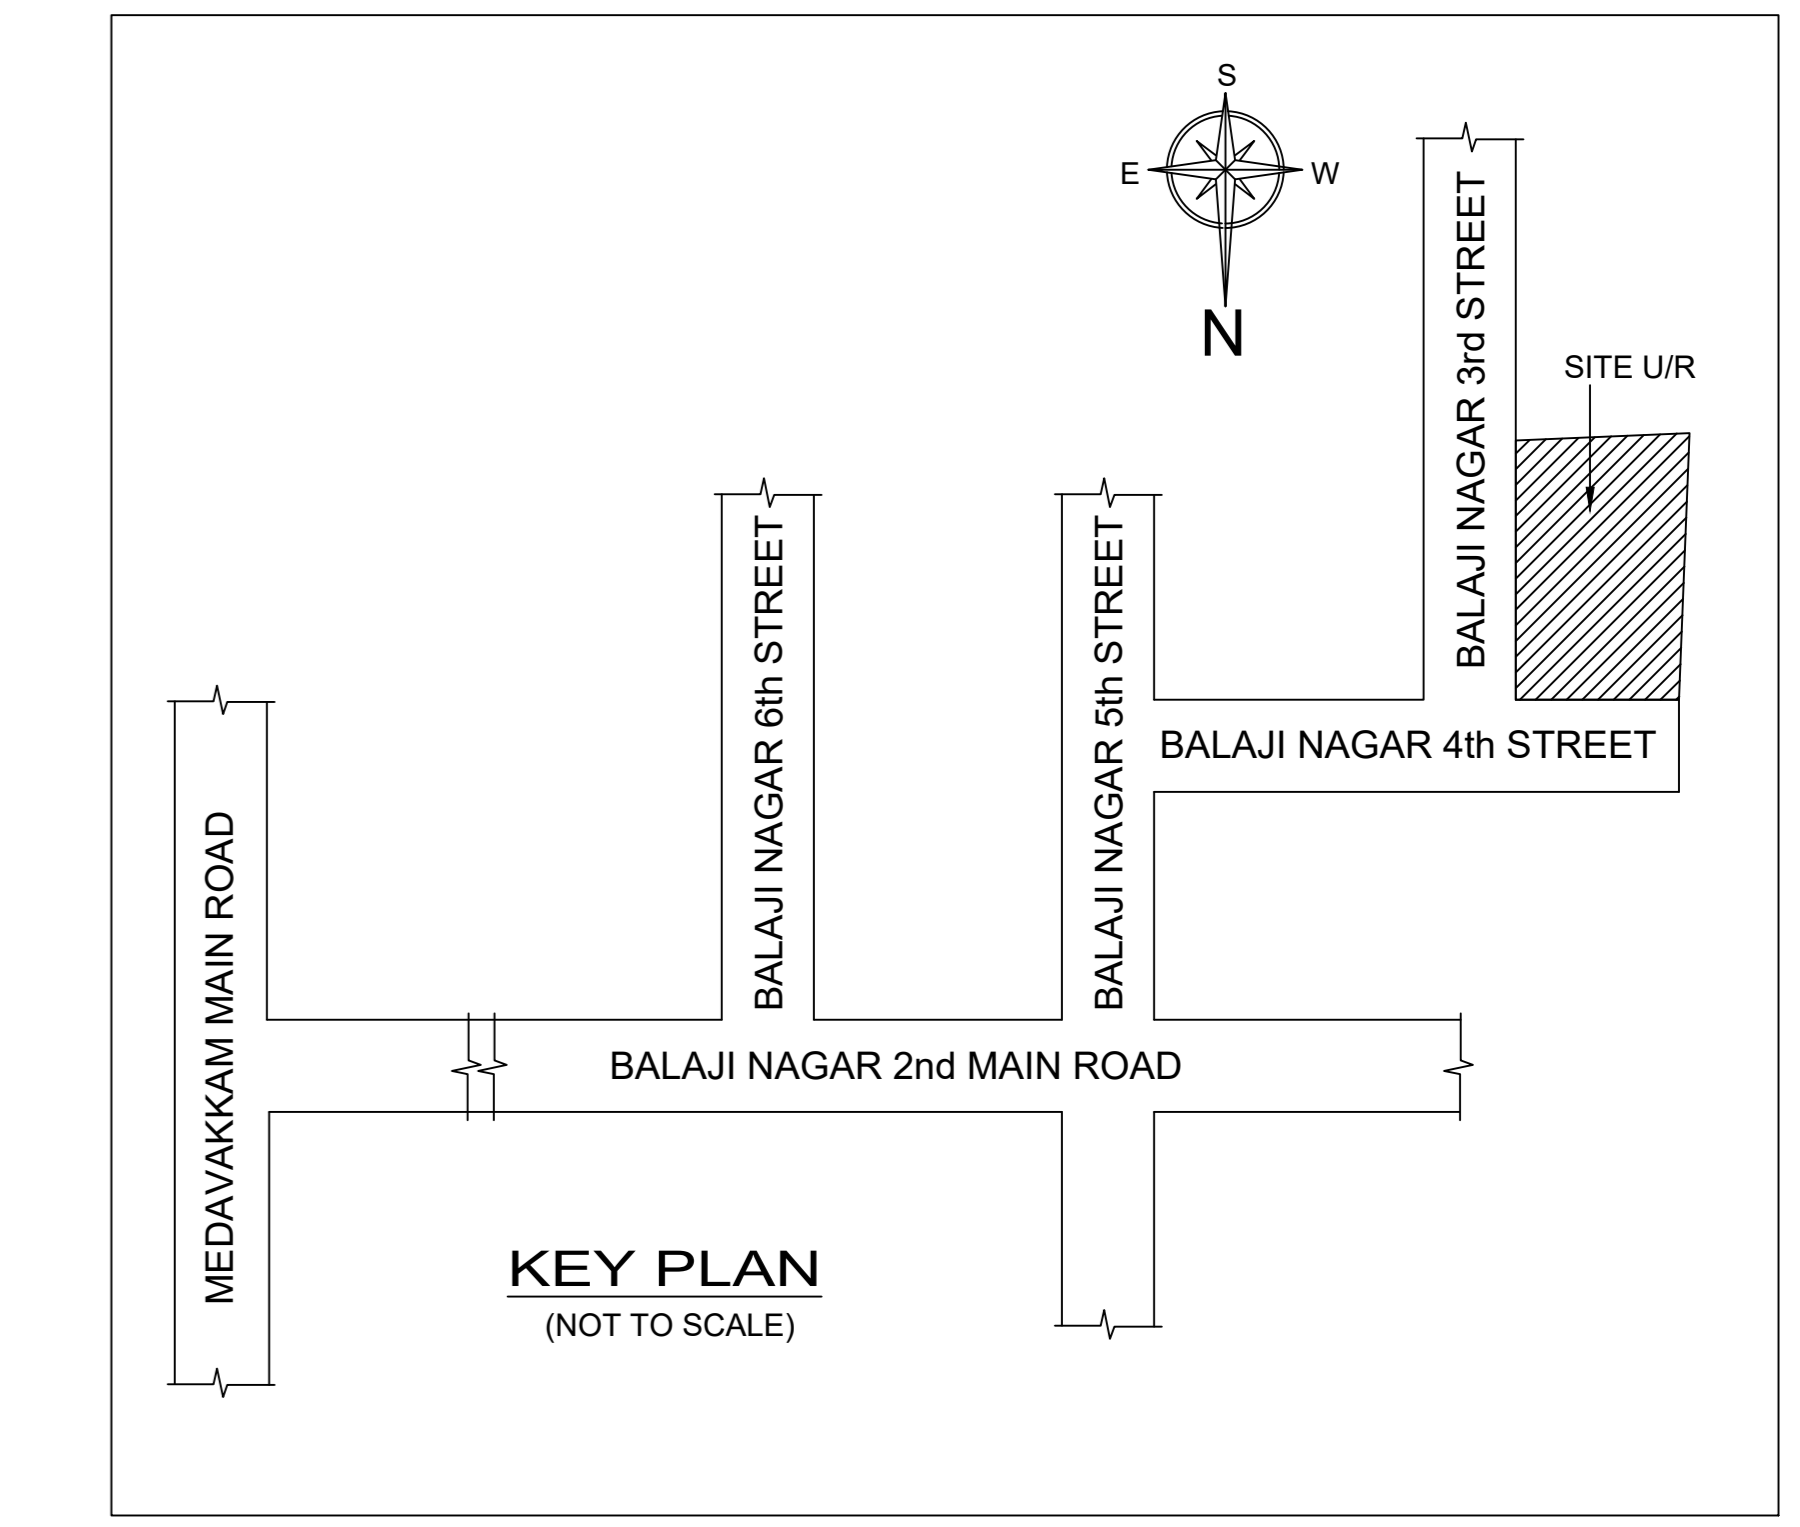 S
E
W
N
BALAJI NAGAR 3rd STREET
SITE U/R
BALAJI NAGAR 6th STREET
BALAJI NAGAR 5th STREET
BALAJI NAGAR 4th STREET
MEDAVAKKAM MAIN ROAD
BALAJI NAGAR 2nd MAIN ROAD
KEY PLAN
(NOT TO SCALE)